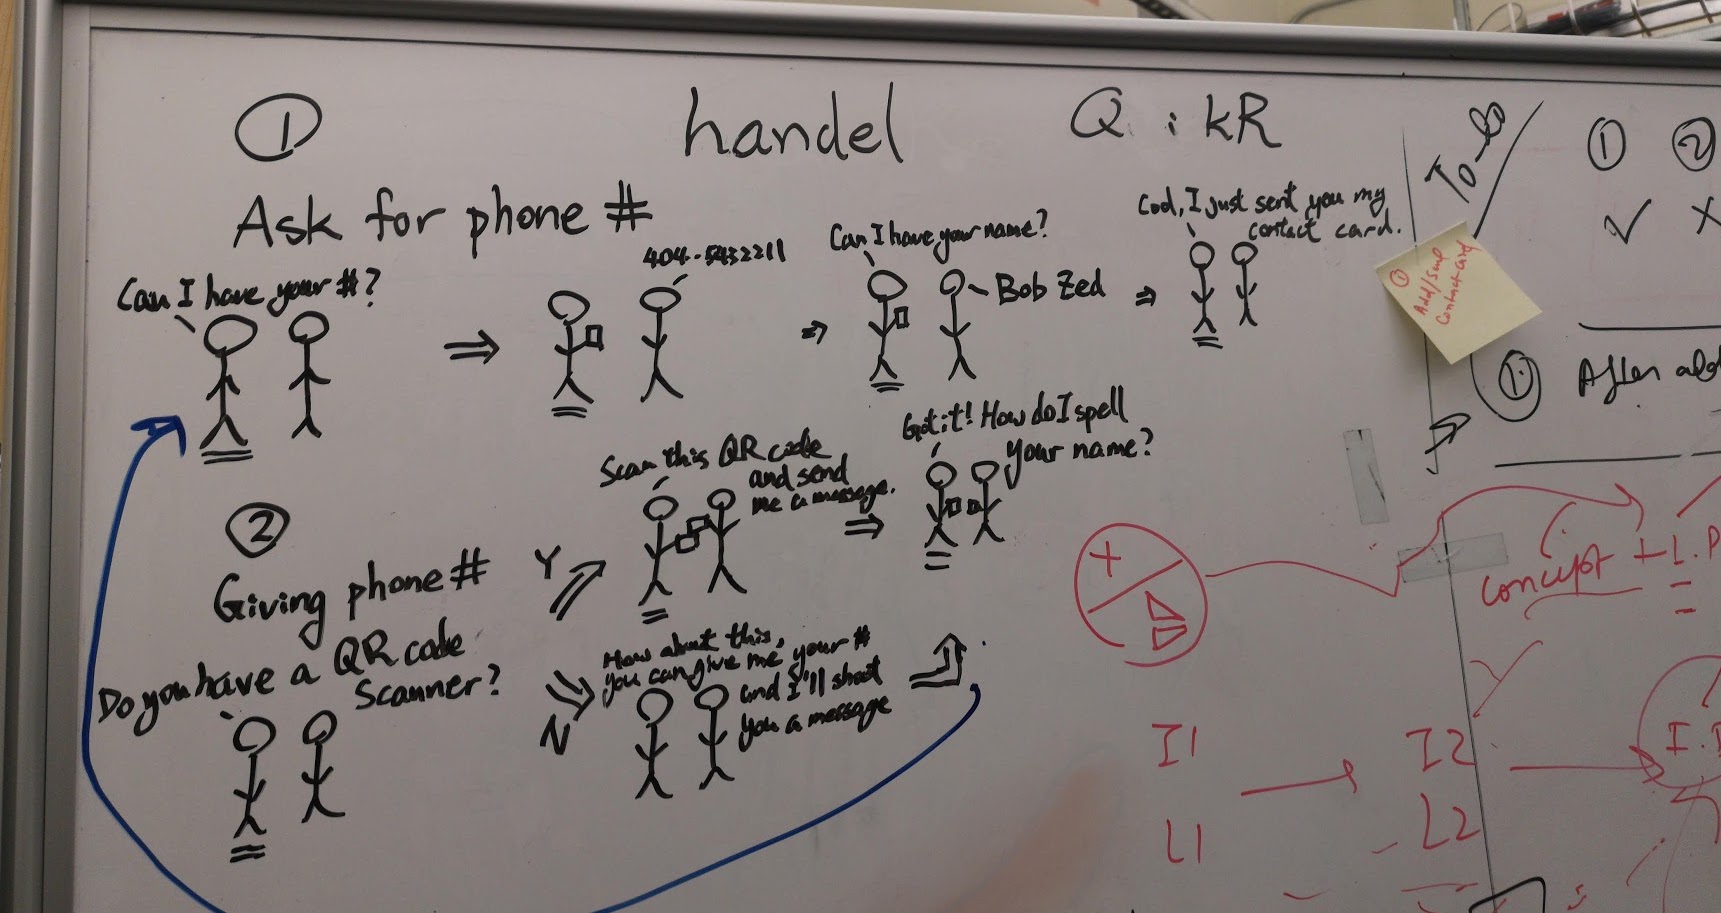 ①
handel
Q : kR
Ask for phone #
Can I have your #?
404-5432211
Can I have your name?
Bob Zed
Cool, I just sent you my
contact card.
②
Giving phone #
Do you have a QR code
Scanner?
Y
Scan this QR code
and send
me a message.
Got it! How do I spell
your name?
N
How about this,
you can give me your #
and I'll shoot
you a message
To-do
① ②
✓ X
①
Add/Send
Contact card
①
After
+
concept + L.P
I1
I2
L1
L2